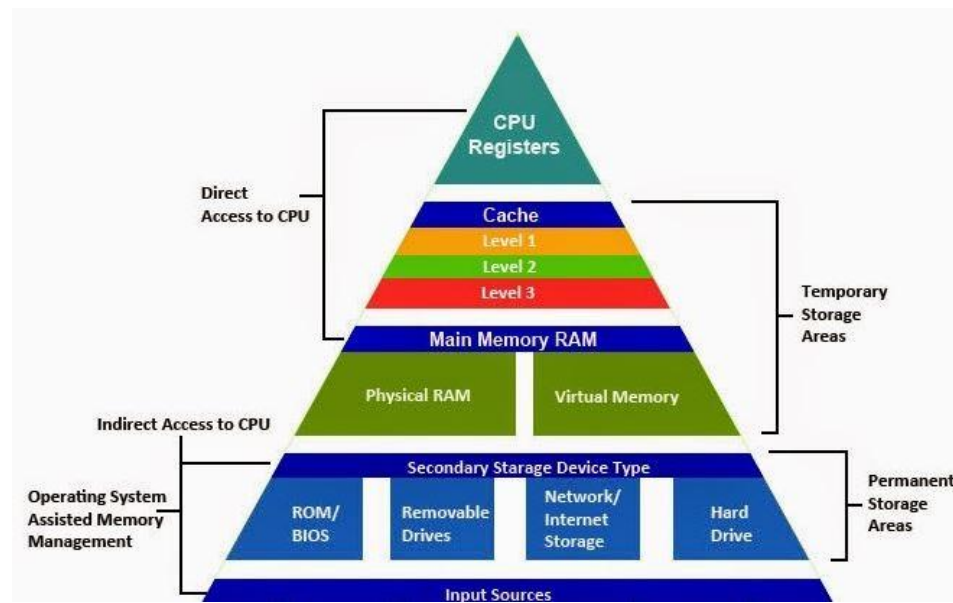 CPU
Registers
Direct
Access to CPU
Cache
Level 1
Level 2
Level 3
Temporary
Storage
Areas
Main Memory RAM
Physical RAM
Virtual Memory
Indirect Access to CPU
Secondary Starage Device Type
Operating System
Assisted Memory
Management
ROM/
BIOS
Removable
Drives
Network/
Internet
Storage
Hard
Drive
Permanent
Storage
Areas
Input Sources